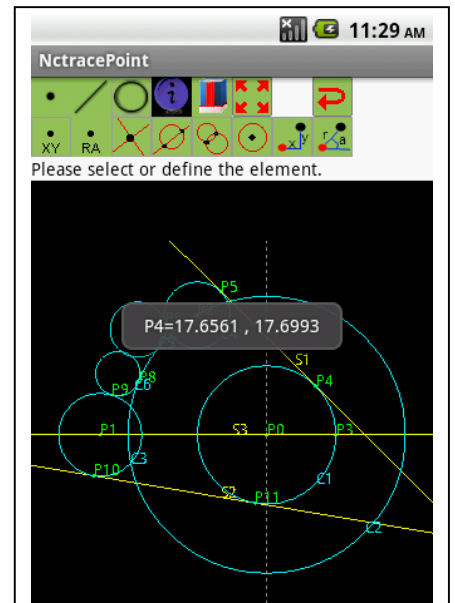 11:29 AM
NctracePoint
XY RA x y r a
Please select or define the element.
P5
P4=17.6561 , 17.6993
S1
P8
P4
C6
P9
P1 S3 P0 P3
C3
P10
C1
S2 P11
C2